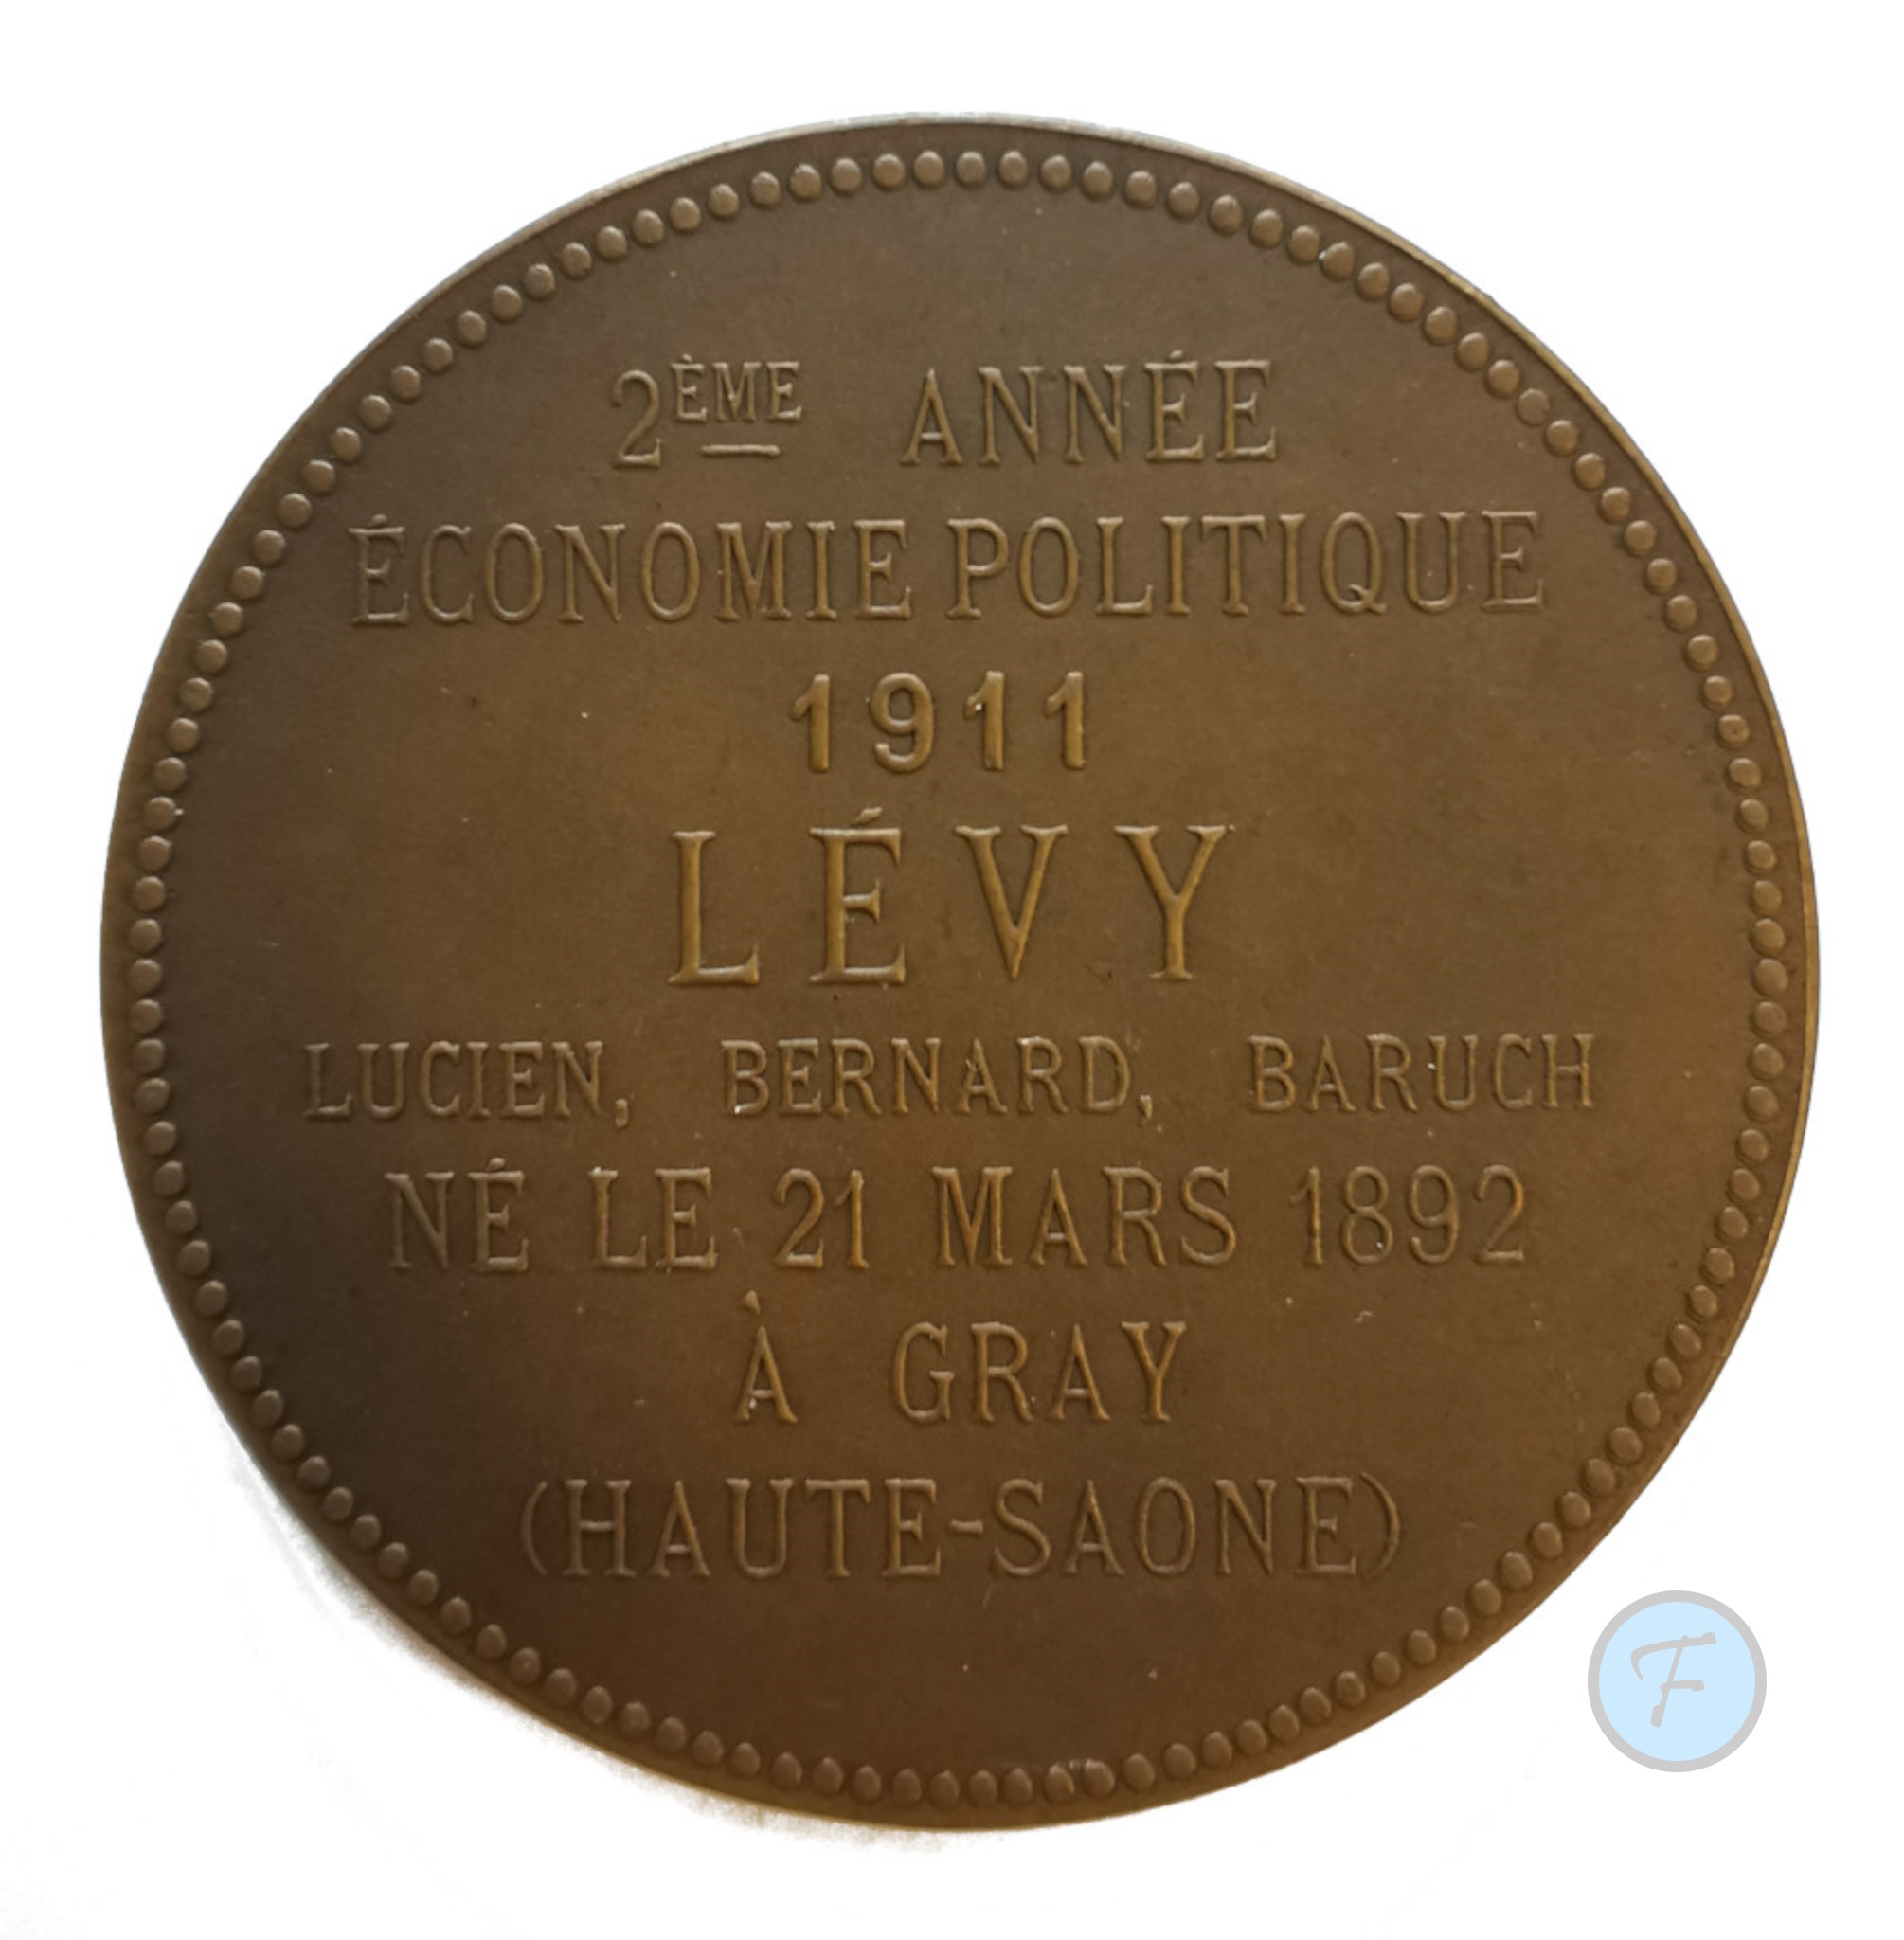 2ÈME ANNÉE
ÉCONOMIE POLITIQUE
1911
LÉVY
LUCIEN, BERNARD, BARUCH
NÉ LE 21 MARS 1892
À GRAY
(HAUTE-SAONE)
F